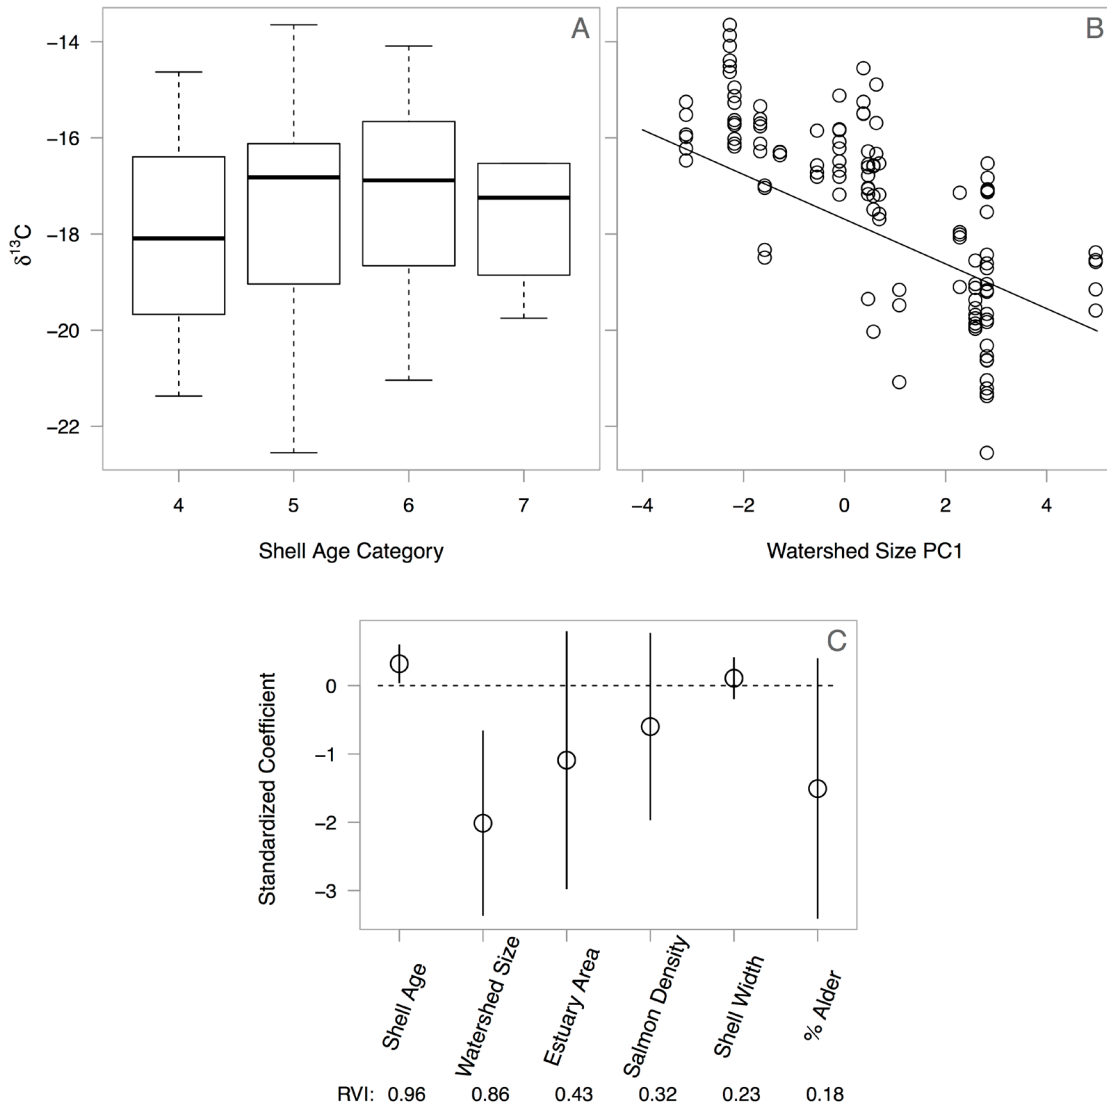 A
B
−14
−16
−18
−20
−22
δ13C
4 5 6 7
−4 −2 0 2 4
Shell Age Category
Watershed Size PC1
C
0
−1
−2
−3
Standardized Coefficient
Shell Age
Watershed Size
Estuary Area
Salmon Density
Shell Width
% Alder
RVI: 0.96 0.86 0.43 0.32 0.23 0.18